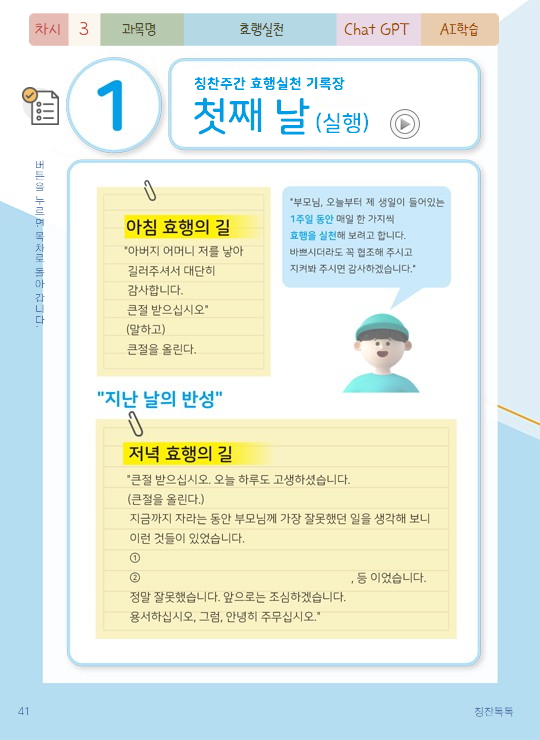 차시 3 과목명 효행실천 Chat GPT AI학습
1
칭찬주간 효행실천 기록장
첫째 날 (실행)
버튼을 누르면 목차로 돌아 갑니다.
아침 효행의 길
"아버지 어머니 저를 낳아
길러주셔서 대단히
감사합니다.
큰절 받으십시오"
(말하고)
큰절을 올린다.
"부모님, 오늘부터 제 생일이 들어있는
1주일 동안 매일 한 가지씩
효행을 실천해 보려고 합니다.
바쁘시더라도 꼭 협조해 주시고
지켜봐 주시면 감사하겠습니다."
"지난 날의 반성"
저녁 효행의 길
"큰절 받으십시오. 오늘 하루도 고생하셨습니다.
(큰절을 올린다.)
지금까지 자라는 동안 부모님께 가장 잘못했던 일을 생각해 보니
이런 것들이 있었습니다.
①
② , 등 이었습니다.
정말 잘못했습니다. 앞으로는 조심하겠습니다.
용서하십시오, 그럼, 안녕히 주무십시오."
41
칭찬톡톡